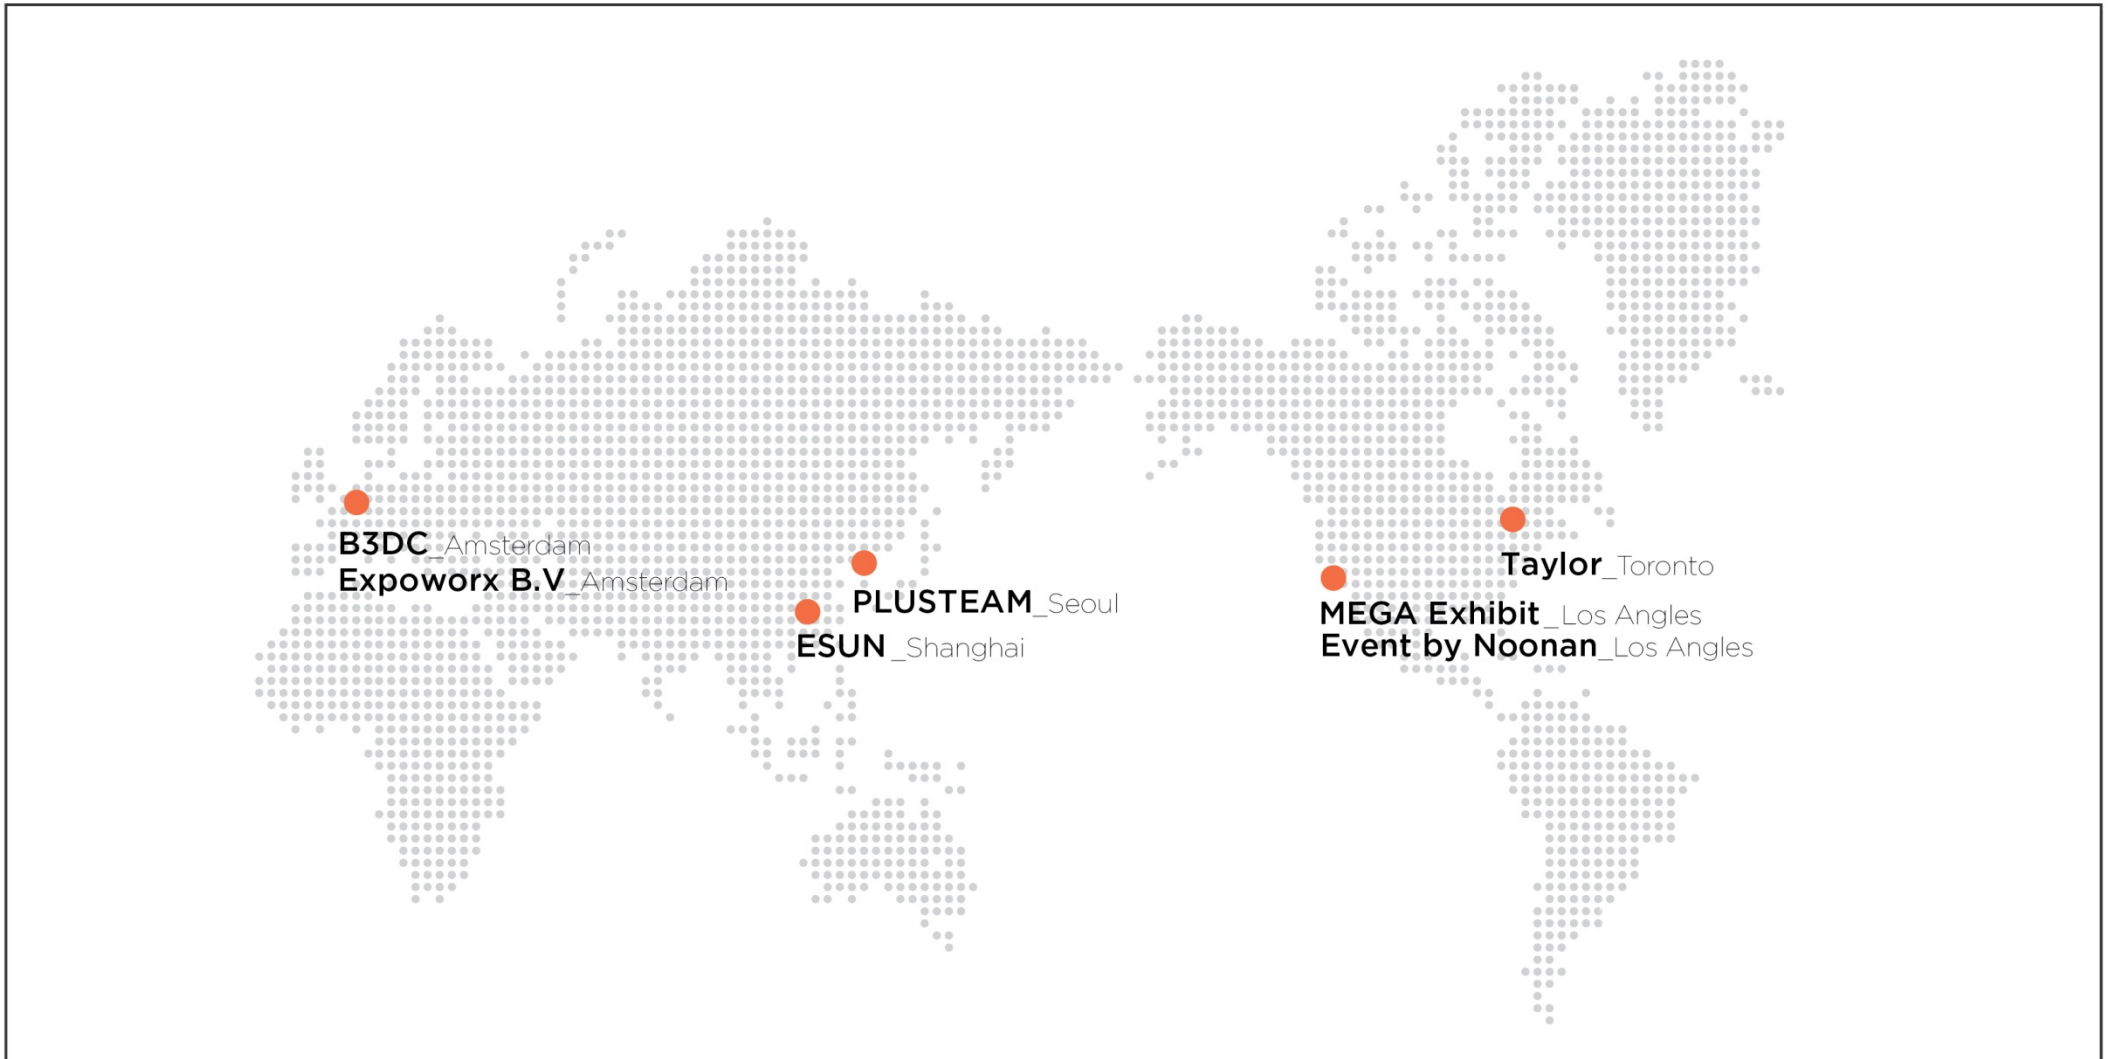 B3DC_Amsterdam
Expoworx B.V_Amsterdam
PLUSTEAM_Seoul
ESUN_Shanghai
Taylor_Toronto
MEGA Exhibit_Los Angles
Event by Noonan_Los Angles